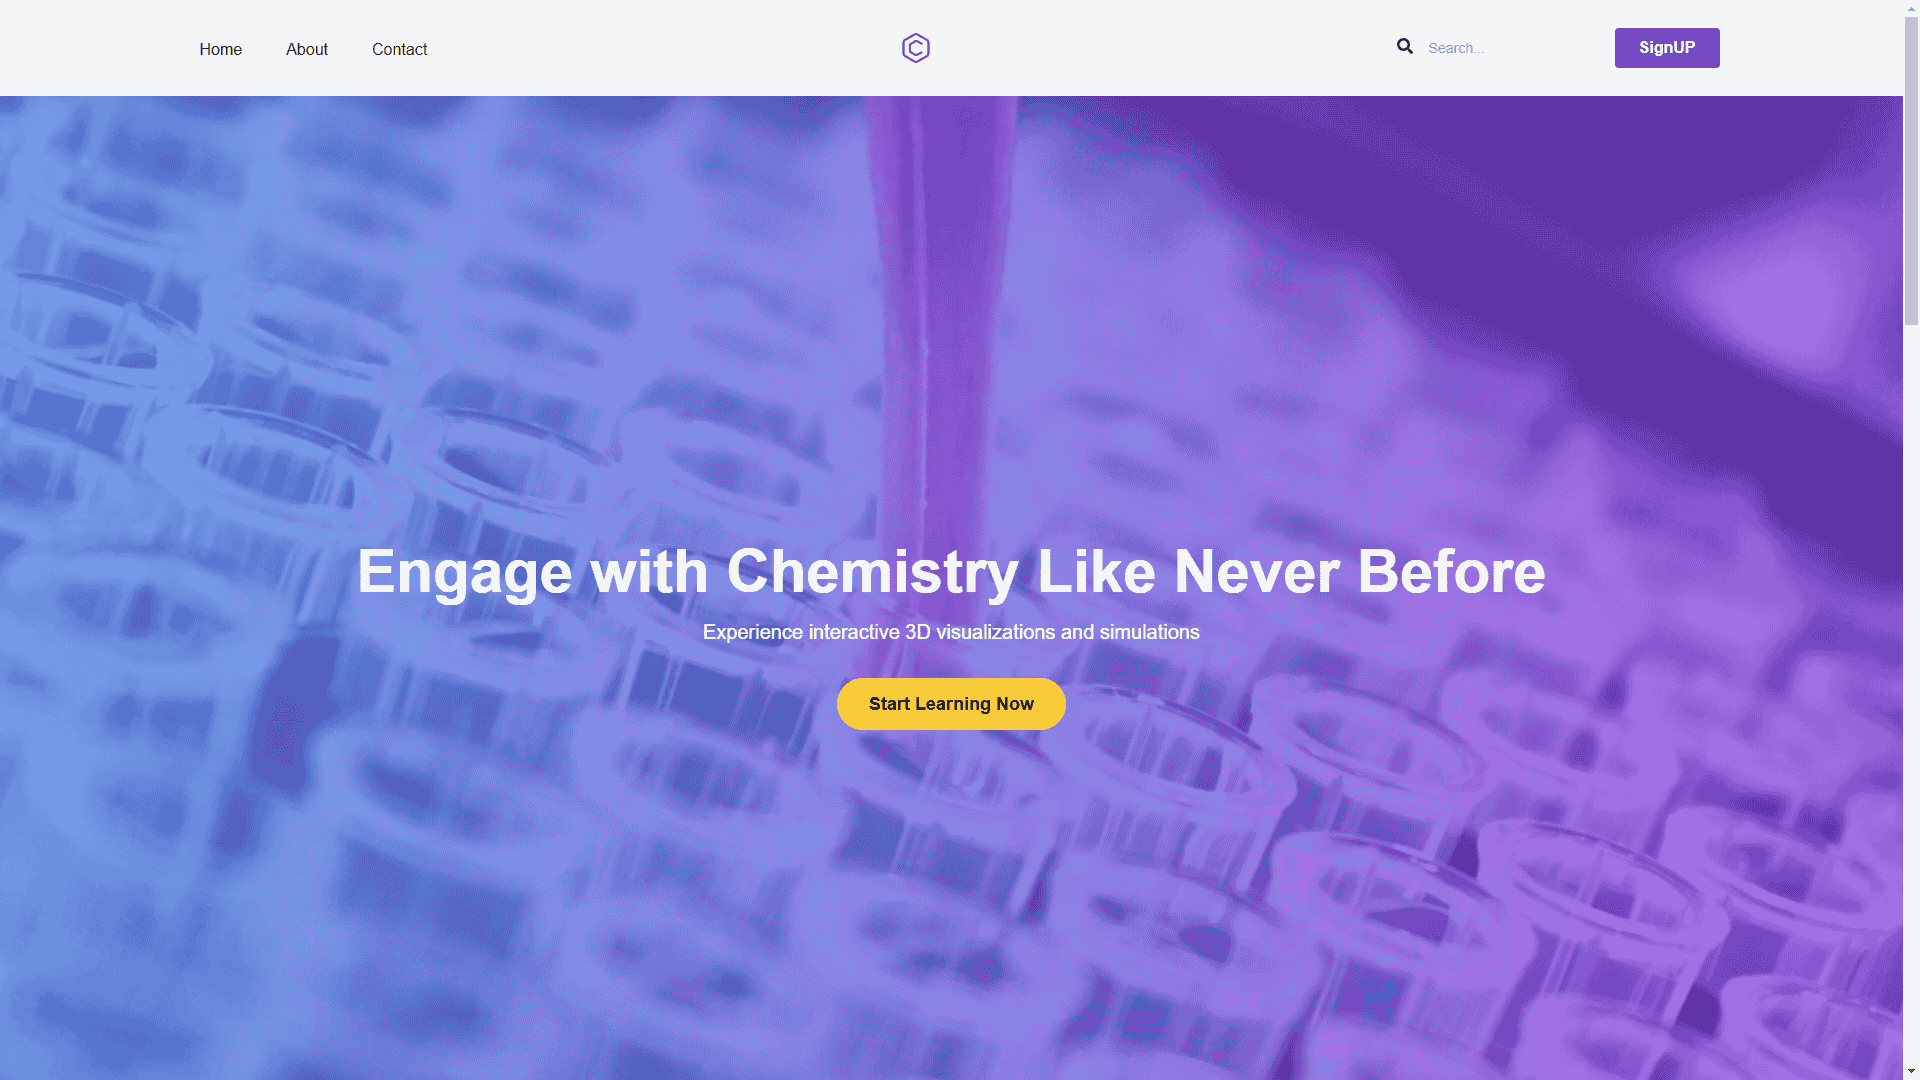 Home
About
Contact
C
Search...
SignUP
Engage with Chemistry Like Never Before
Experience interactive 3D visualizations and simulations
Start Learning Now